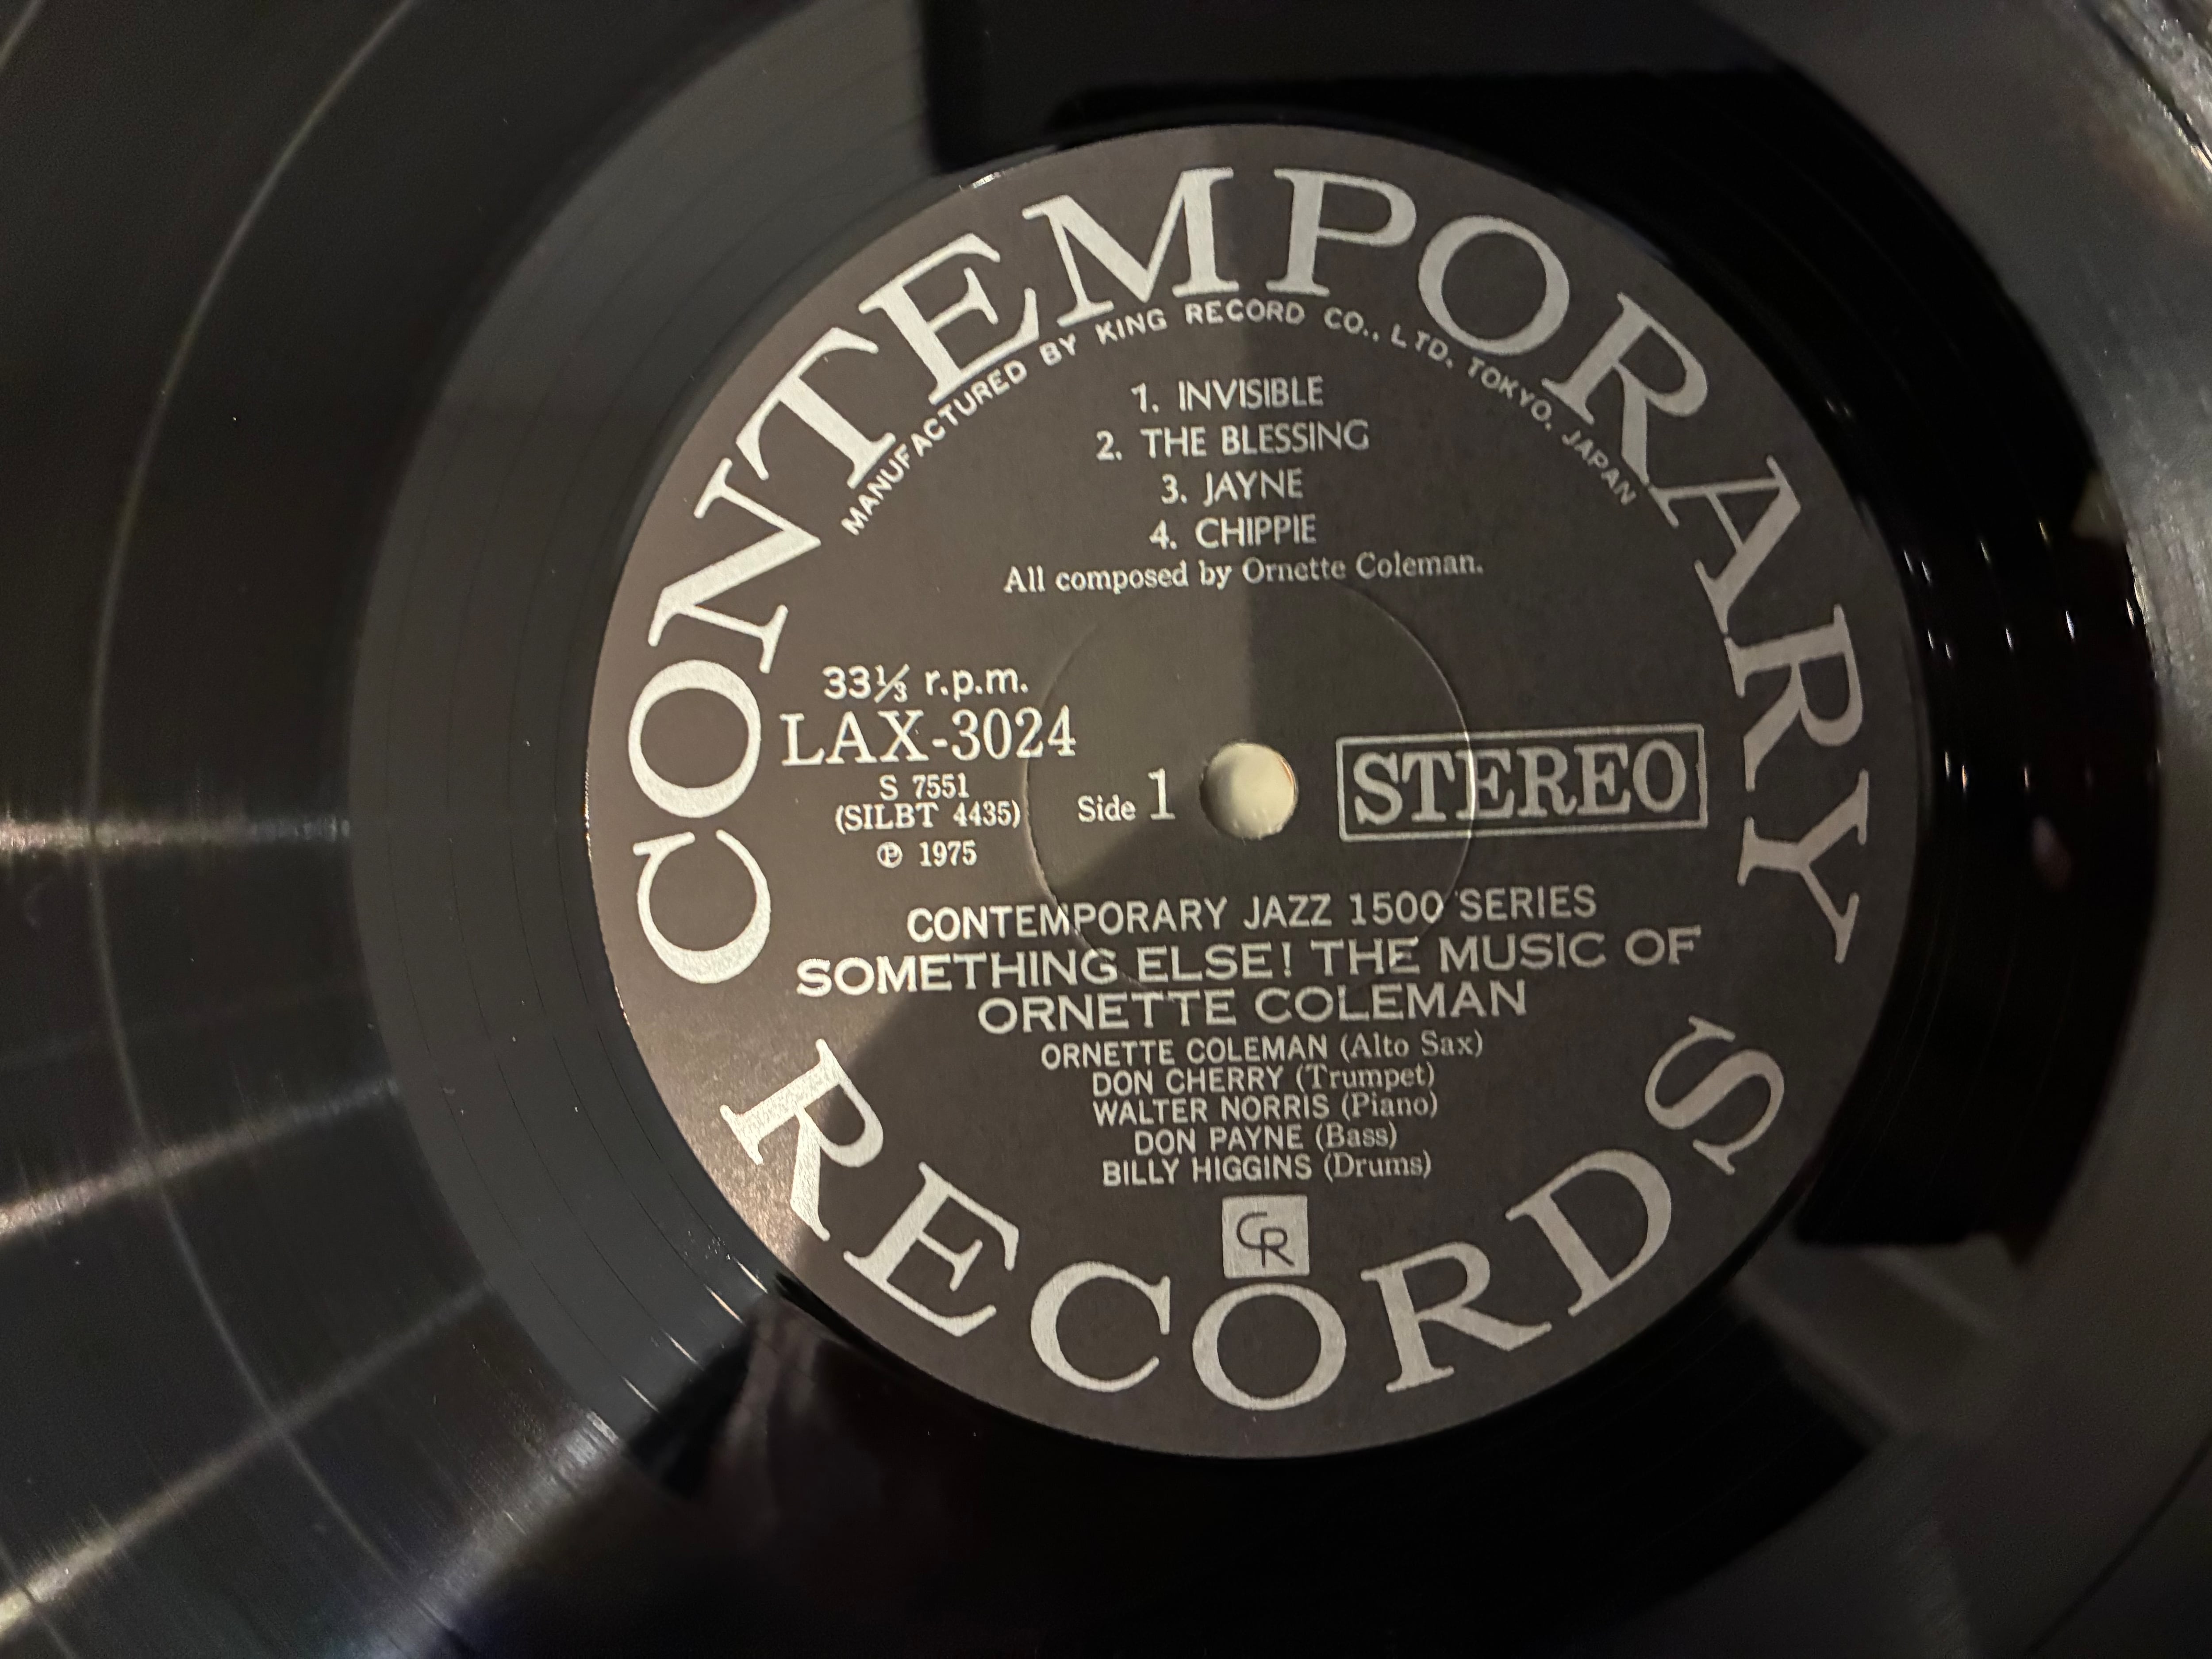 CONTEMPORARY
MANUFACTURED BY KING RECORD CO., LTD. TOKYO. JAPAN
1. INVISIBLE
2. THE BLESSING
3. JAYNE
4. CHIPPIE
All composed by Ornette Coleman.
33⅓ r.p.m.
LAX-3024
S 7551
(SILBT 4435)
℗ 1975
Side 1
STEREO
CONTEMPORARY JAZZ 1500 SERIES
SOMETHING ELSE! THE MUSIC OF
ORNETTE COLEMAN
ORNETTE COLEMAN (Alto Sax)
DON CHERRY (Trumpet)
WALTER NORRIS (Piano)
DON PAYNE (Bass)
BILLY HIGGINS (Drums)
CR
RECORDS